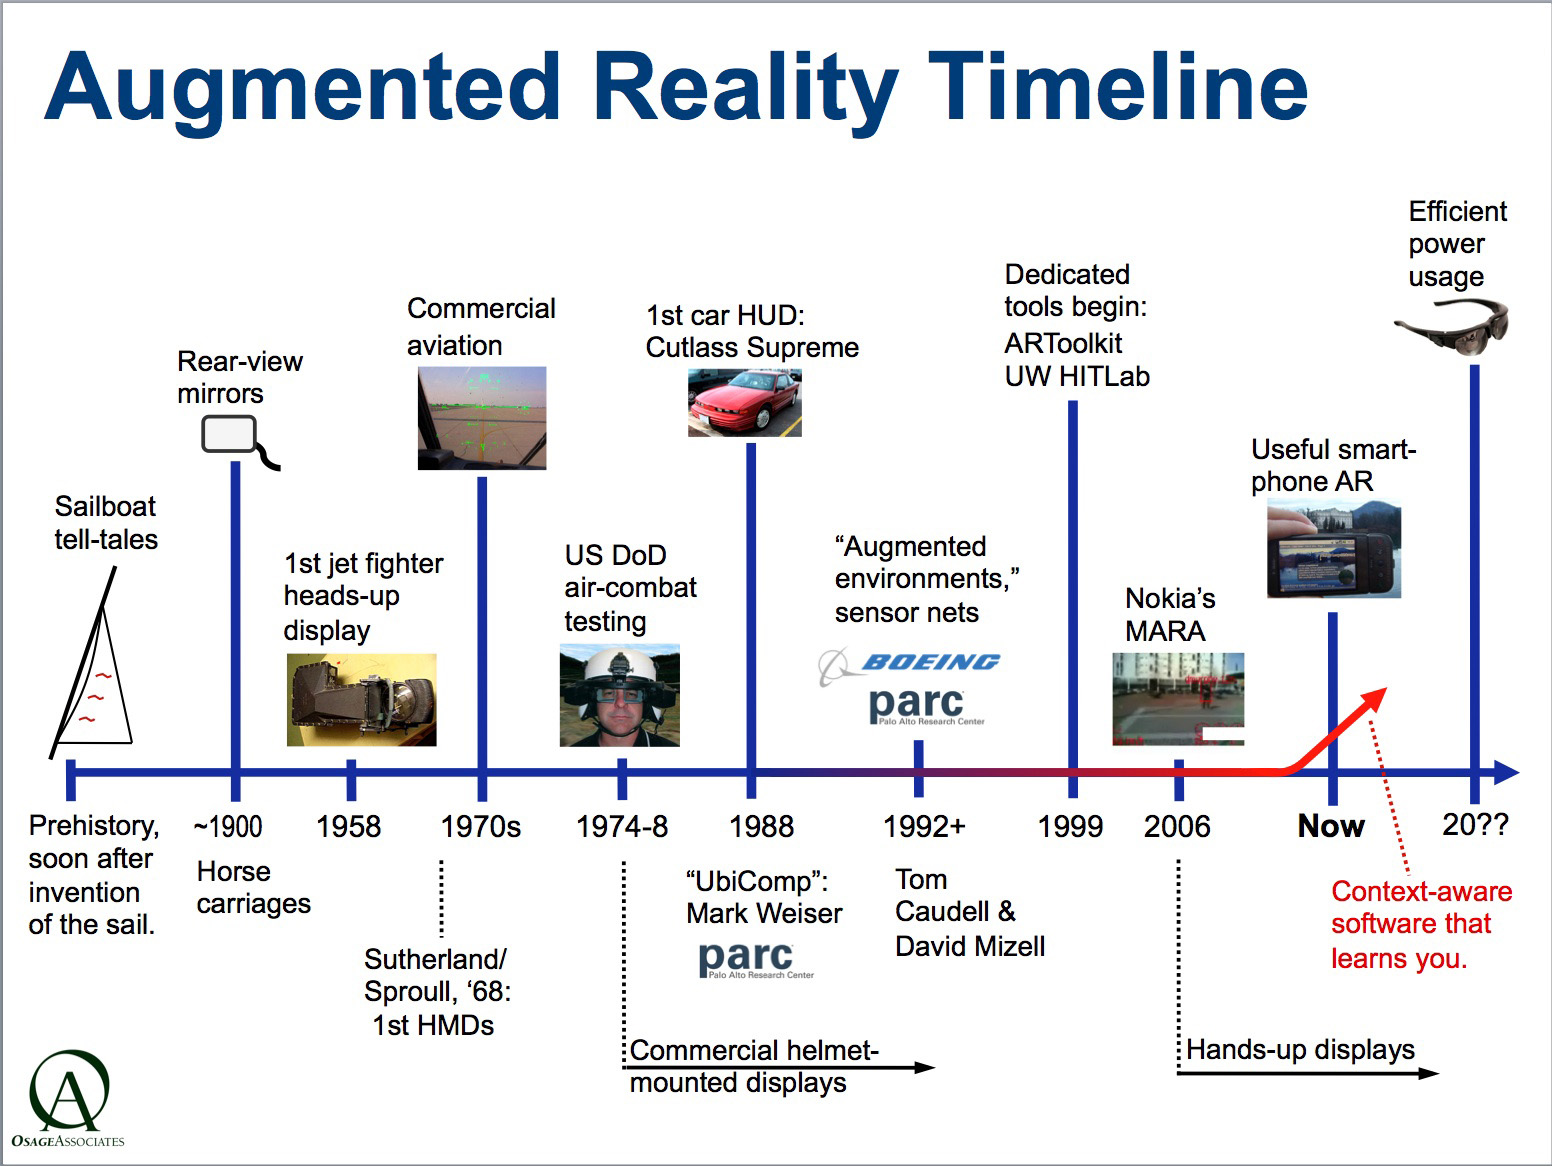 Augmented Reality Timeline
Efficient
power
usage
Dedicated
tools begin:
ARToolkit
UW HITLab
Commercial
aviation
1st car HUD:
Cutlass Supreme
Rear-view
mirrors
Useful smart-
phone AR
Sailboat
tell-tales
1st jet fighter
heads-up
display
US DoD
air-combat
testing
“Augmented
environments,”
sensor nets
BOEING
parc
Palo Alto Research Center
Nokia’s
MARA
Prehistory,
soon after
invention
of the sail.
~1900
Horse
carriages
1958
1970s
1974-8
1988
1992+
1999
2006
Now
20??
Sutherland/
Sproull, ‘68:
1st HMDs
“UbiComp”:
Mark Weiser
parc
Palo Alto Research Center
Tom
Caudell &
David Mizell
Context-aware
software that
learns you.
Commercial helmet-
mounted displays
Hands-up displays
OA
OSAGEASSOCIATES